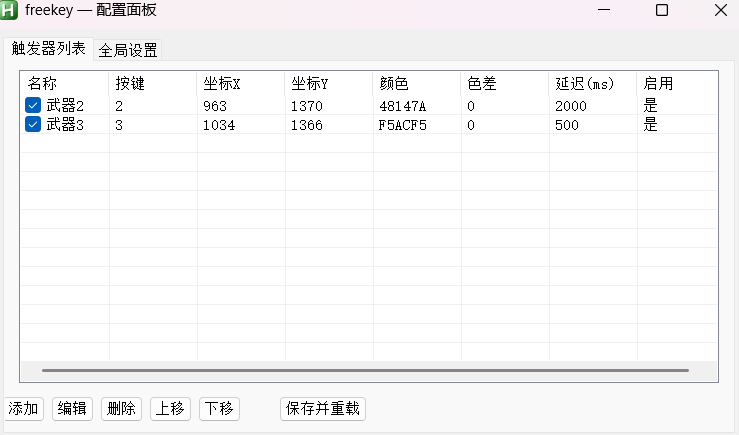 freekey — 配置面板
触发器列表 全局设置
名称 按键 坐标X 坐标Y 颜色 色差 延迟(ms) 启用
武器2 2 963 1370 48147A 0 2000 是
武器3 3 1034 1366 F5ACF5 0 500 是
添加 编辑 删除 上移 下移 保存并重载